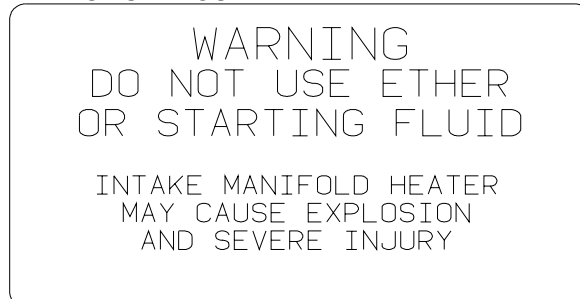 WARNING
DO NOT USE ETHER
OR STARTING FLUID
INTAKE MANIFOLD HEATER
MAY CAUSE EXPLOSION
AND SEVERE INJURY